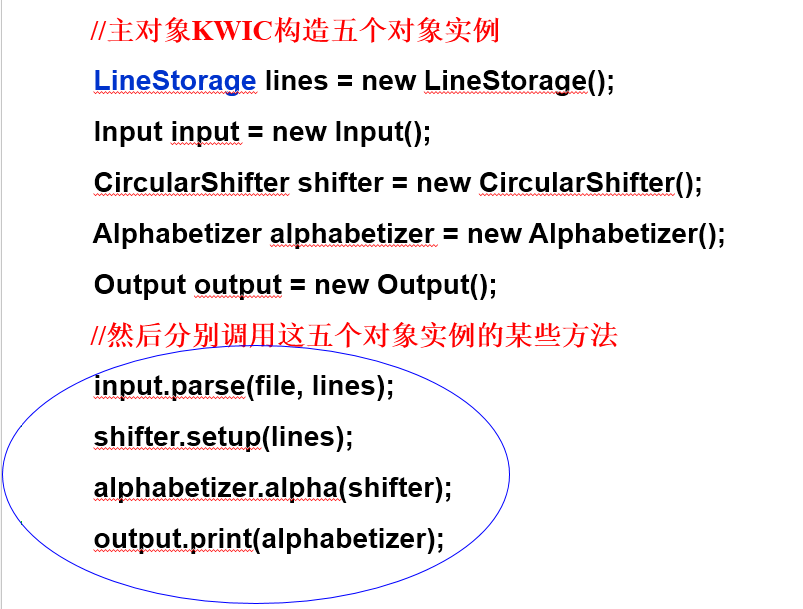 //主对象KWIC构造五个对象实例
LineStorage lines = new LineStorage();
Input input = new Input();
CircularShifter shifter = new CircularShifter();
Alphabetizer alphabetizer = new Alphabetizer();
Output output = new Output();
//然后分别调用这五个对象实例的某些方法
input.parse(file, lines);
shifter.setup(lines);
alphabetizer.alpha(shifter);
output.print(alphabetizer);